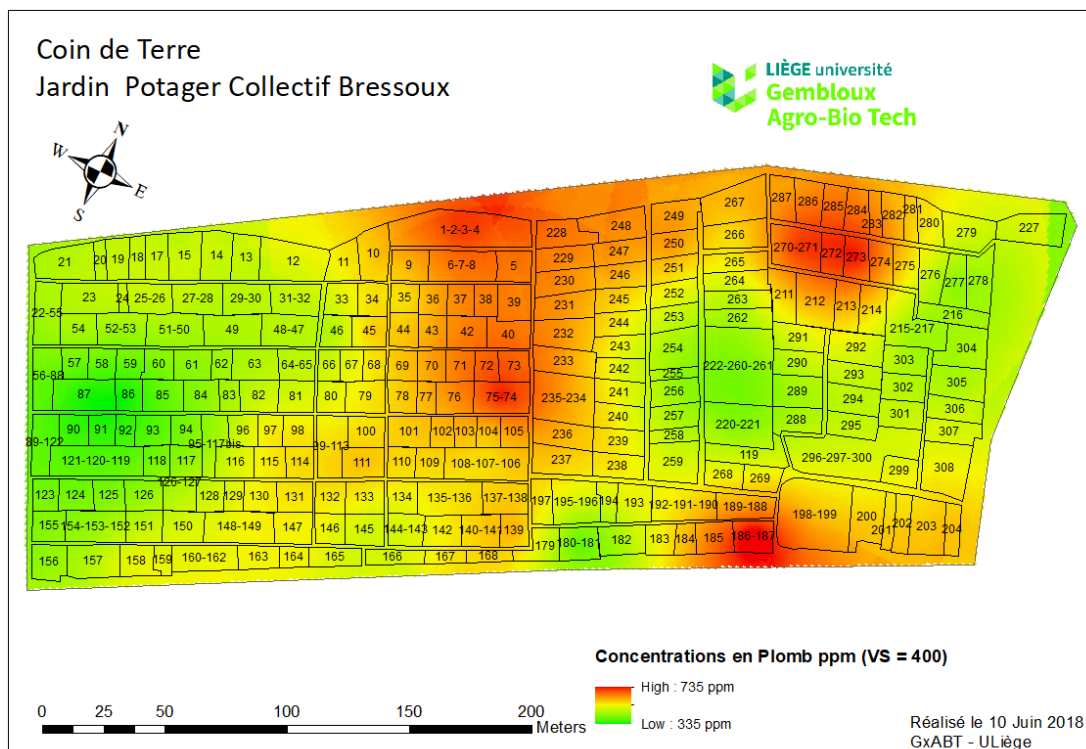 Coin de Terre
Jardin Potager Collectif Bressoux
LIÈGE université
Gembloux
Agro-Bio Tech
N
W
E
S
267
287 286 285 284 283 282 281 280 279 227
1-2-3-4 228 248 249 266
270-271 272 273 274 275
21 20 19 18 17 15 14 13 12 11 10
9 6-7-8 5 229 247 250 251 265
276 277 278
230 246 264
22-55 23 24 25-26 27-28 29-30 31-32 33 34 35 36 37 38 39 231 245 252 263 211 212 213 214
216
54 52-53 51-50 49 48-47 46 45 44 43 42 40 232 244 253 262 215-217
291 292 304
56-88 57 58 59 60 61 62 63 64-65 66 67 68 69 70 71 72 73 233 243 254 222-260-261 290 293 303
242 255 305
87 86 85 84 83 82 81 80 79 78 77 76 75-74 235-234 241 256 289 294 302
240 257 220-221 288 295 301 306
89-122 90 91 92 93 94 95-117bis 96 97 98 99-113 100 101 102 103 104 105 236 239 258 307
121-120-119 118 117 116 115 114 111 110 109 108-107-106 237 238 259 119 296-297-300 299 308
268 269
123 124 125 126 126-127 128 129 130 131 132 133 134 135-136 137-138 197 195-196 194 193 192-191-190 189-188 198-199 200 201 202 203 204
155 154-153-152 151 150 148-149 147 146 145 144-143 142 140-141 139 179 180-181 182 183 184 185 186-187
156 157 158 159 160-162 163 164 165 166 167 168
Concentrations en Plomb ppm (VS = 400)
High : 735 ppm
Low : 335 ppm
0 25 50 100 150 200
Meters
Réalisé le 10 Juin 2018
GxABT - ULiège